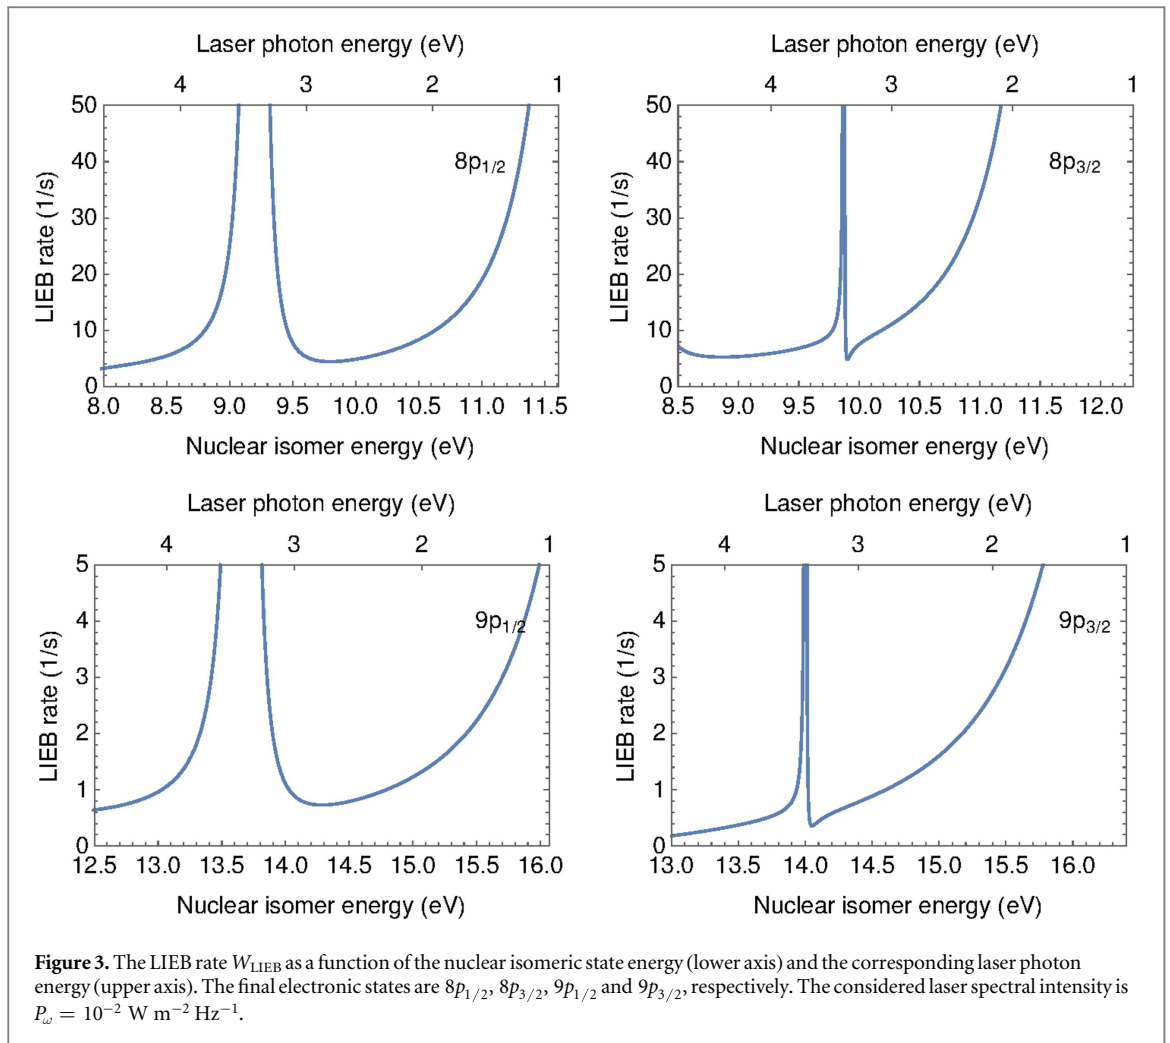 Laser photon energy (eV)
4 3 2 1
50
40
30
20
10
0
LIEB rate (1/s)
8p1/2
8.0 8.5 9.0 9.5 10.0 10.5 11.0 11.5
Nuclear isomer energy (eV)
Laser photon energy (eV)
4 3 2 1
50
40
30
20
10
0
LIEB rate (1/s)
8p3/2
8.5 9.0 9.5 10.0 10.5 11.0 11.5 12.0
Nuclear isomer energy (eV)
Laser photon energy (eV)
4 3 2 1
5
4
3
2
1
0
LIEB rate (1/s)
9p1/2
12.5 13.0 13.5 14.0 14.5 15.0 15.5 16.0
Nuclear isomer energy (eV)
Laser photon energy (eV)
4 3 2 1
5
4
3
2
1
0
LIEB rate (1/s)
9p3/2
13.0 13.5 14.0 14.5 15.0 15.5 16.0
Nuclear isomer energy (eV)
Figure 3. The LIEB rate W_LIEB as a function of the nuclear isomeric state energy (lower axis) and the corresponding laser photon
energy (upper axis). The final electronic states are 8p1/2, 8p3/2, 9p1/2 and 9p3/2, respectively. The considered laser spectral intensity is
Pω = 10⁻² W m⁻² Hz⁻¹.